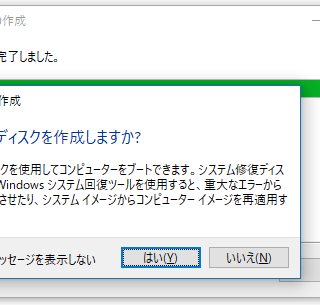 の作成
完了しました。
作成
ディスクを作成しますか?
クを使用してコンピューターをブートできます。システム修復ディス
Windows システム回復ツールを使用すると、重大なエラーから
させたり、システム イメージからコンピューター イメージを再適用す
ッセージを表示しない
はい(Y)
いいえ(N)